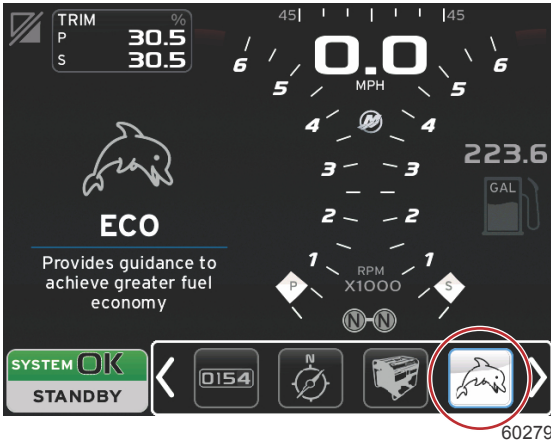 TRIM %
P 30.5
S 30.5
45 45
0.0
MPH
6 6
5 5
4 4
3 3
2 2
1 1
RPM
X1000
P S
N-N
223.6
GAL
ECO
Provides guidance to
achieve greater fuel
economy
SYSTEM OK
STANDBY
0154
N
60279